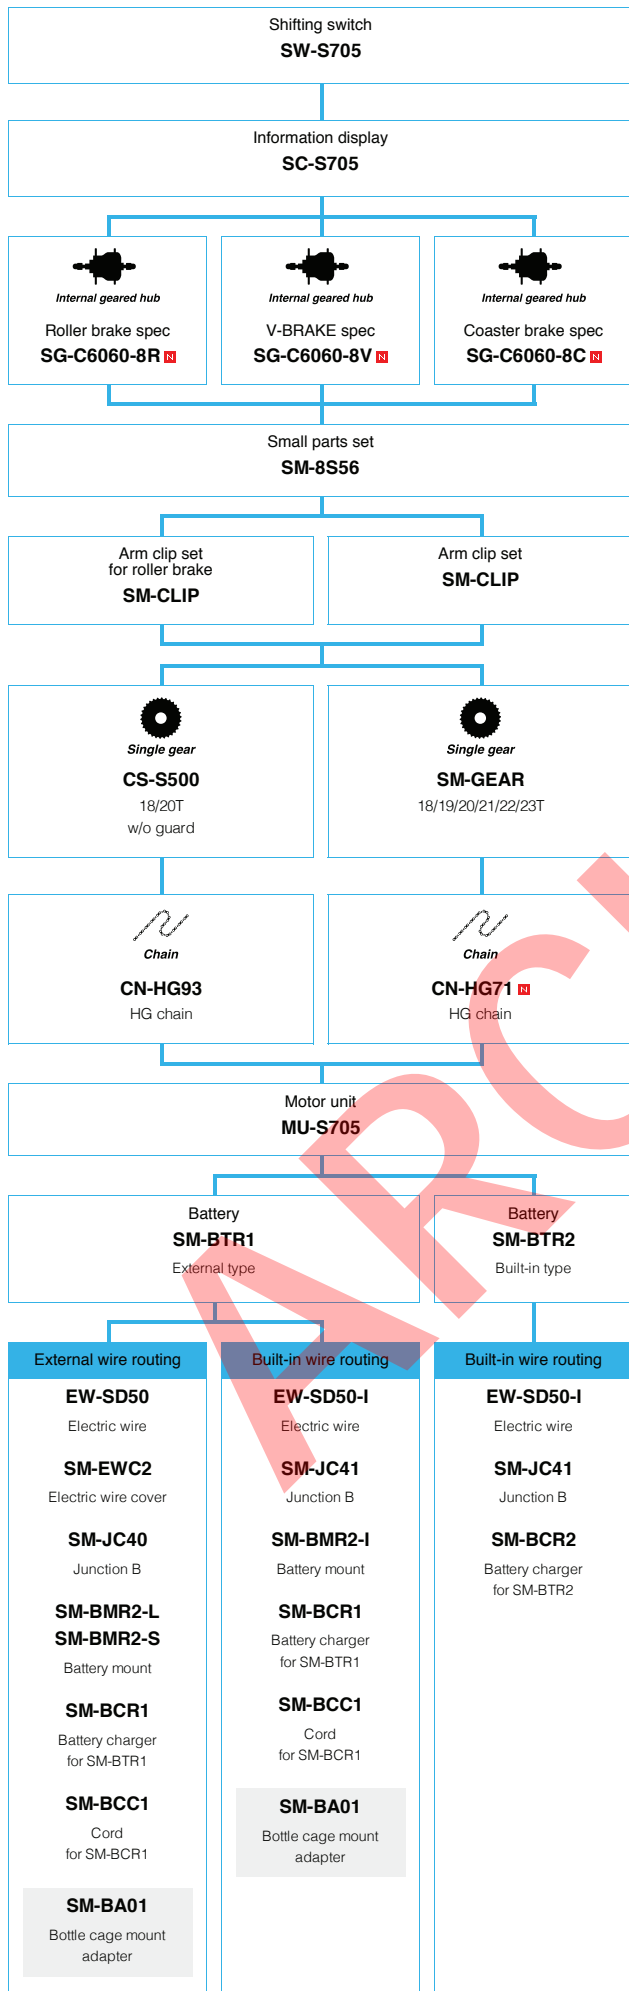 Shifting switch
SW-S705
Information display
SC-S705
Internal geared hub
Roller brake spec
SG-C6060-8R N
Internal geared hub
V-BRAKE spec
SG-C6060-8V N
Internal geared hub
Coaster brake spec
SG-C6060-8C N
Small parts set
SM-8S56
Arm clip set
for roller brake
SM-CLIP
Arm clip set
SM-CLIP
Single gear
CS-S500
18/20T
w/o guard
Single gear
SM-GEAR
18/19/20/21/22/23T
Chain
CN-HG93
HG chain
Chain
CN-HG71 N
HG chain
Motor unit
MU-S705
Battery
SM-BTR1
External type
Battery
SM-BTR2
Built-in type
External wire routing
EW-SD50
Electric wire
SM-EWC2
Electric wire cover
SM-JC40
Junction B
SM-BMR2-L
SM-BMR2-S
Battery mount
SM-BCR1
Battery charger
for SM-BTR1
SM-BCC1
Cord
for SM-BCR1
SM-BA01
Bottle cage mount
adapter
Built-in wire routing
EW-SD50-I
Electric wire
SM-JC41
Junction B
SM-BMR2-I
Battery mount
SM-BCR1
Battery charger
for SM-BTR1
SM-BCC1
Cord
for SM-BCR1
SM-BA01
Bottle cage mount
adapter
Built-in wire routing
EW-SD50-I
Electric wire
SM-JC41
Junction B
SM-BCR2
Battery charger
for SM-BTR2
ARC